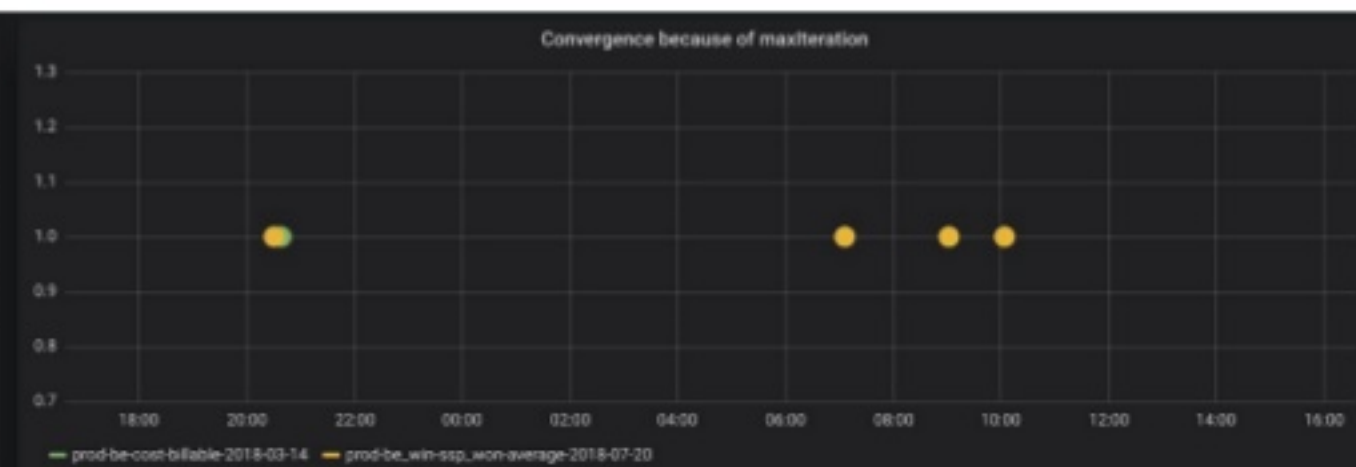 Convergence because of maxIteration
1.3
1.2
1.1
1.0
0.9
0.8
0.7
18:00 20:00 22:00 00:00 02:00 04:00 06:00 08:00 10:00 12:00 14:00 16:00
prod-be-cost-billable-2018-03-14 prod-be_win-ssp_won-average-2018-07-20